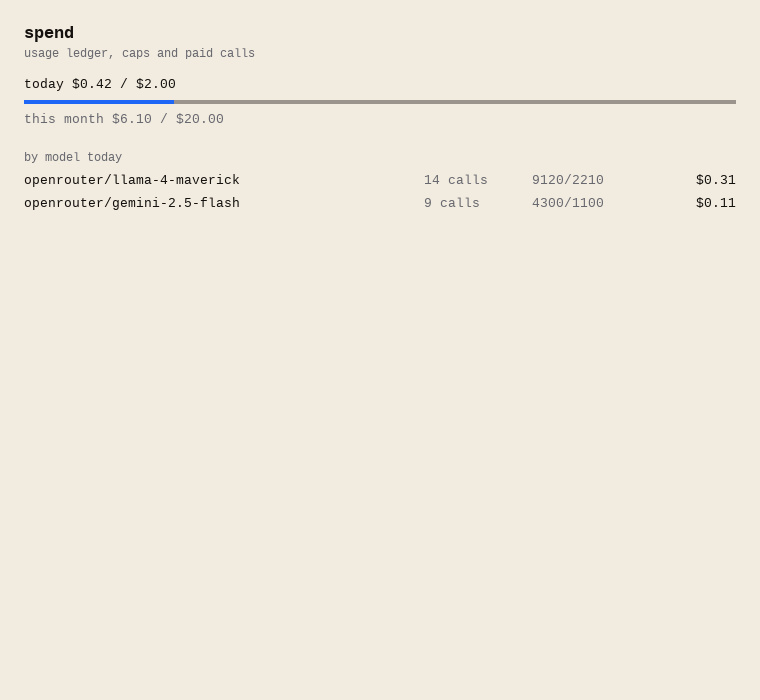 spend
usage ledger, caps and paid calls
today $0.42 / $2.00
this month $6.10 / $20.00
by model today
openrouter/llama-4-maverick 14 calls 9120/2210 $0.31
openrouter/gemini-2.5-flash 9 calls 4300/1100 $0.11